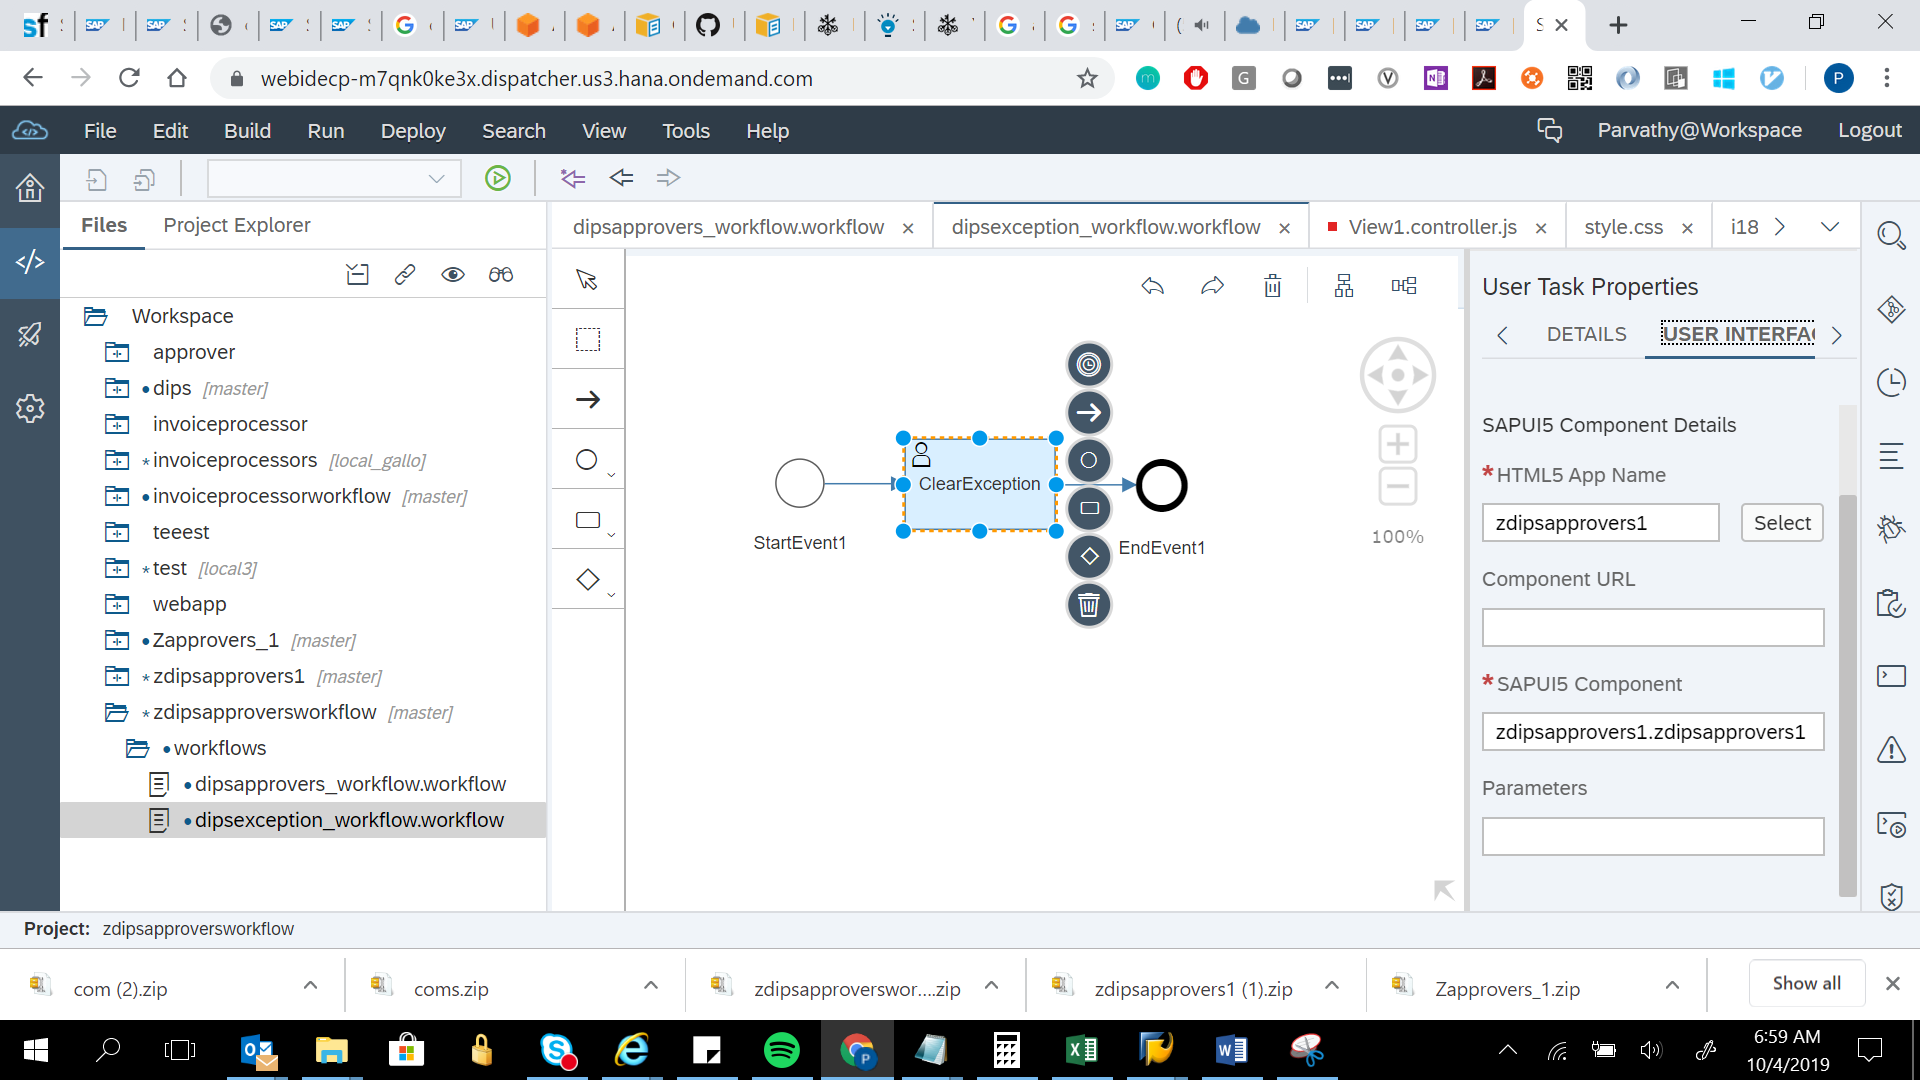 webidecp-m7qnk0ke3x.dispatcher.us3.hana.ondemand.com
File Edit Build Run Deploy Search View Tools Help
Parvathy@Workspace Logout
Files Project Explorer
dipsapprovers_workflow.workflow
dipsexception_workflow.workflow
View1.controller.js
style.css
i18
Workspace
approver
dips [master]
invoiceprocessor
*invoiceprocessors [local_gallo]
invoiceprocessorworkflow [master]
teeest
*test [local3]
webapp
Zapprovers_1 [master]
*zdipsapprovers1 [master]
*zdipsapproversworkflow [master]
workflows
dipsapprovers_workflow.workflow
dipsexception_workflow.workflow
StartEvent1
ClearException
EndEvent1
100%
User Task Properties
DETAILS USER INTERFAC
SAPUI5 Component Details
*HTML5 App Name
zdipsapprovers1
Select
Component URL
*SAPUI5 Component
zdipsapprovers1.zdipsapprovers1
Parameters
Project: zdipsapproversworkflow
com (2).zip
coms.zip
zdipsapproverswor....zip
zdipsapprovers1 (1).zip
Zapprovers_1.zip
Show all
6:59 AM
10/4/2019